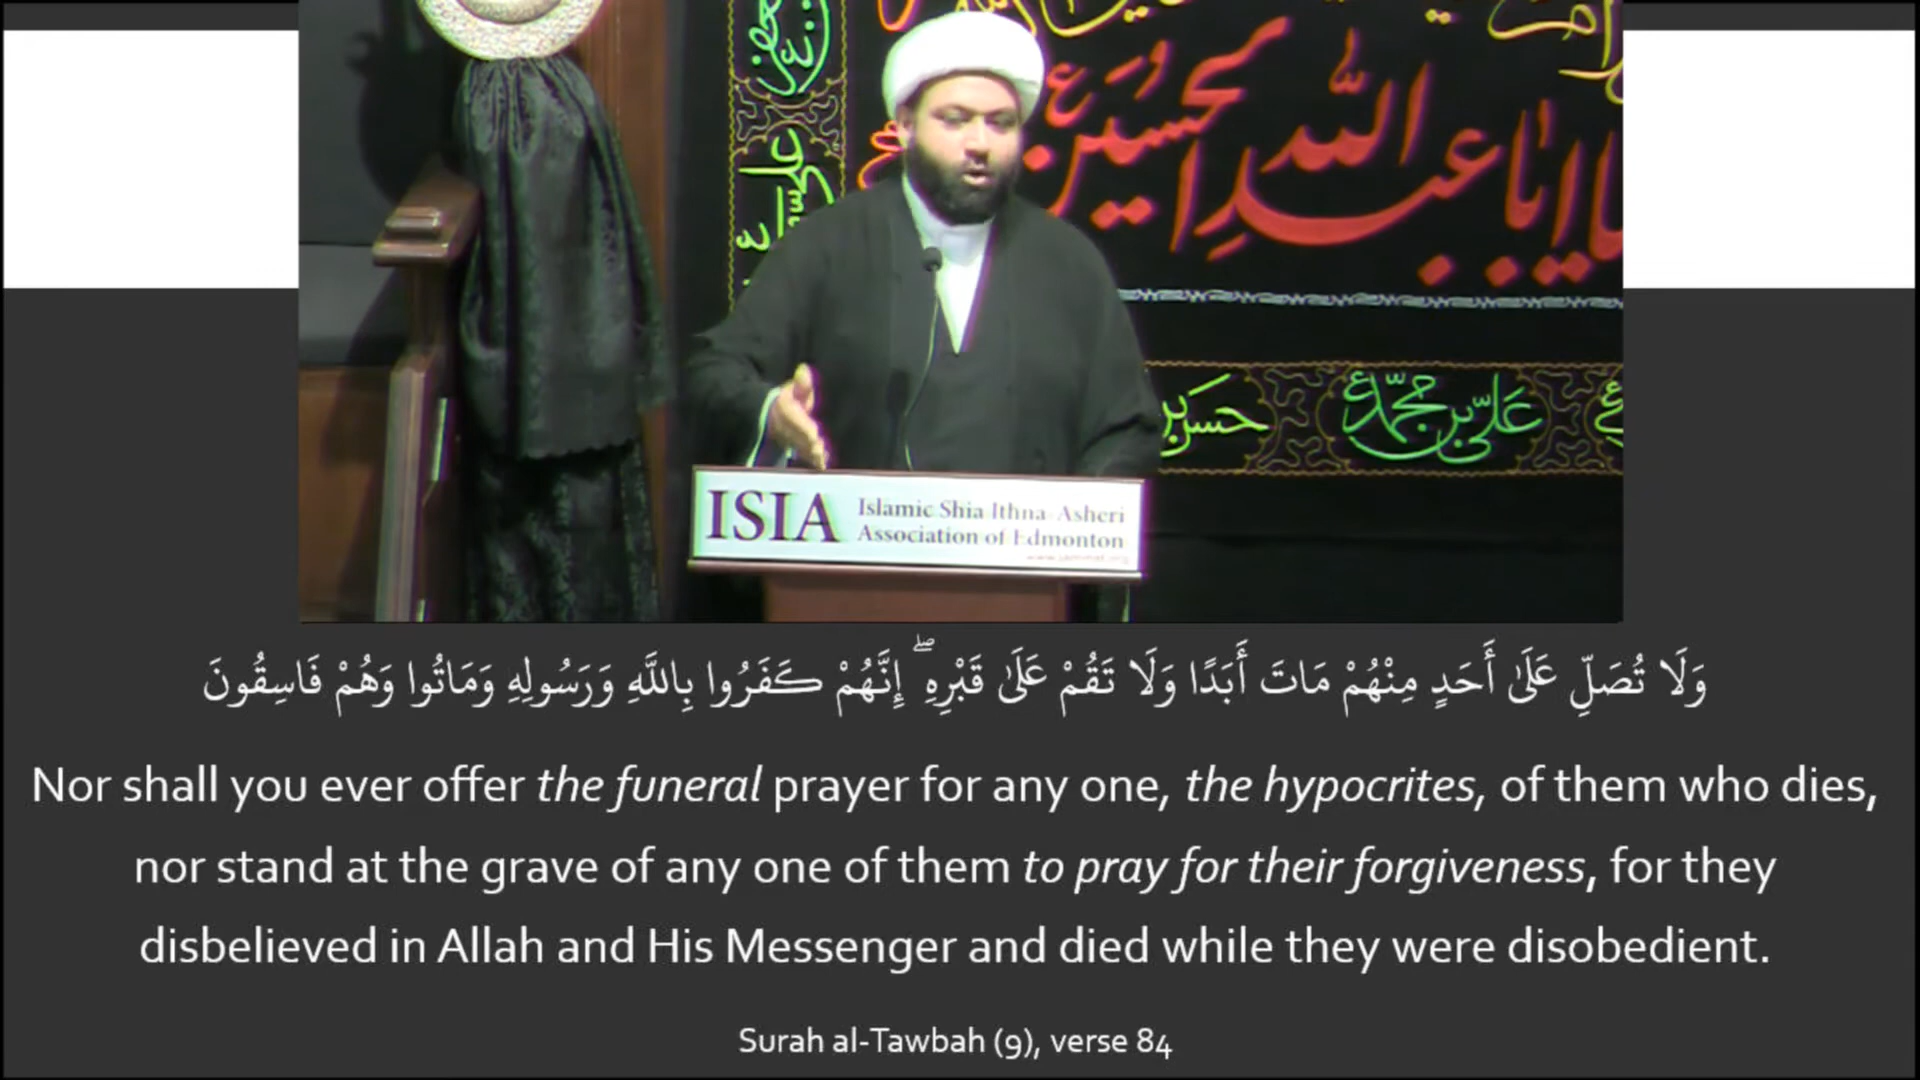 يا ابا عبد الله الحسين
علي بن محمد ع
حسن بن
ISIA
Islamic Shia Ithna-Asheri
Association of Edmonton
وَلَا تُصَلِّ عَلَىٰ أَحَدٍ مِنْهُمْ مَاتَ أَبَدًا وَلَا تَقُمْ عَلَىٰ قَبْرِهِ ۖ إِنَّهُمْ كَفَرُوا بِاللَّهِ وَرَسُولِهِ وَمَاتُوا وَهُمْ فَاسِقُونَ
Nor shall you ever offer the funeral prayer for any one, the hypocrites, of them who dies,
nor stand at the grave of any one of them to pray for their forgiveness, for they
disbelieved in Allah and His Messenger and died while they were disobedient.
Surah al-Tawbah (9), verse 84